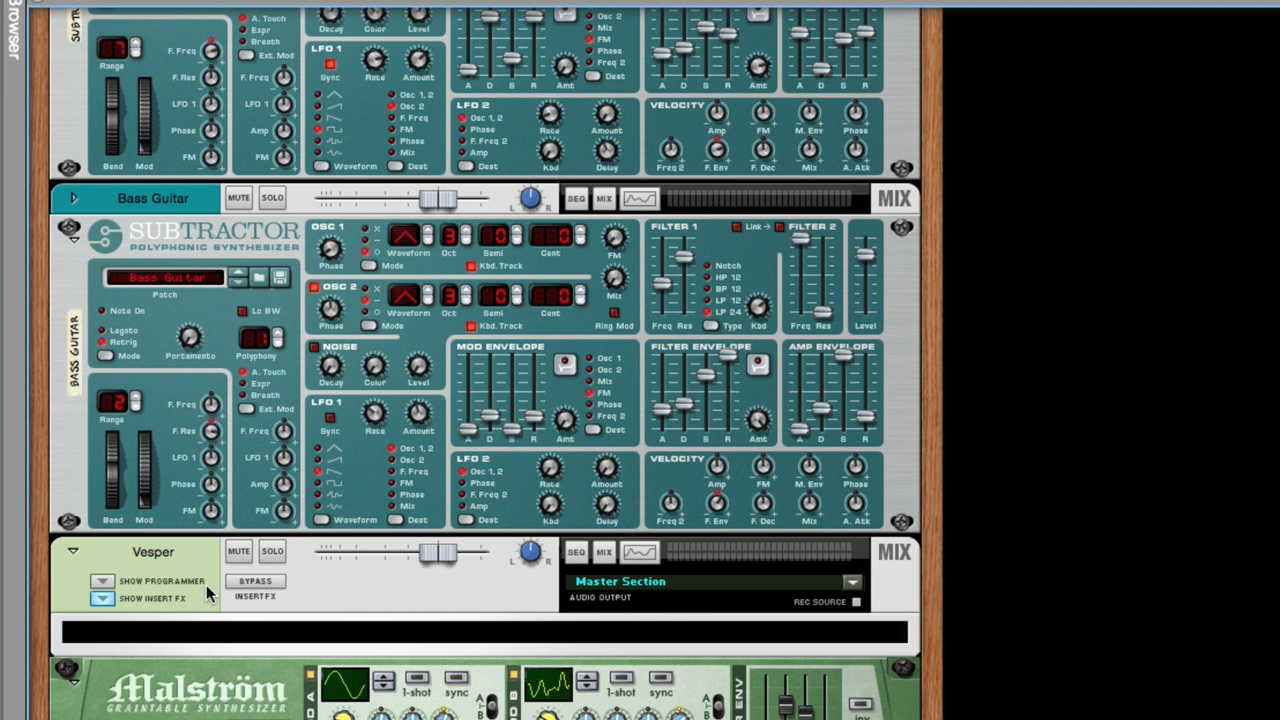 Browser
SUBT
A. Touch
Expr
Breath
Ext. Mod
7
Range
F. Freq
F. Res
LFO 1
Phase
FM
F. Freq
LFO 1
Amp
FM
Bend Mod
Decay Color Level
LFO 1
Sync Rate Amount
Osc 1, 2
Osc 2
F. Freq
FM
Phase
Mix
Waveform Dest
Osc 2
Mix
FM
Phase
Freq 2
Dest
A D S R Amt
LFO 2
Osc 1, 2
Phase
F. Freq 2
Amp
Dest
Rate Amount
Kbd Delay
A D S R Amt
A D S R
VELOCITY
Amp FM M. Env Phase
Freq 2 F. Env F. Dec Mix A. Atk
Bass Guitar MUTE SOLO L R SEQ MIX MIX
SUBTRACTOR
POLYPHONIC SYNTHESIZER
Bass Guitar
Patch
BASS GUITAR
Note On
Legato
Retrig
Mode
Portamento
Lo BW
Polyphony
2
Range
A. Touch
Expr
Breath
Ext. Mod
F. Freq
F. Res
LFO 1
Phase
FM
F. Freq
LFO 1
Amp
FM
Bend Mod
OSC 1
Phase
X
-
O
Mode
Waveform Oct Semi Cent
3 0 0
Kbd. Track
FM
OSC 2
Phase
X
-
O
Mode
Waveform Oct Semi Cent
3 0 0
Kbd. Track
Mix
Ring Mod
NOISE
Decay Color Level
LFO 1
Sync Rate Amount
Osc 1, 2
Osc 2
F. Freq
FM
Phase
Mix
Waveform Dest
MOD ENVELOPE
Osc 1
Osc 2
Mix
FM
Phase
Freq 2
Dest
A D S R Amt
LFO 2
Osc 1, 2
Phase
F. Freq 2
Amp
Dest
Rate Amount
Kbd Delay
FILTER 1 Link FILTER 2
Notch
HP 12
BP 12
LP 12
LP 24
Freq Res Type Kbd
Freq Res Level
FILTER ENVELOPE
A D S R Amt
AMP ENVELOPE
A D S R
VELOCITY
Amp FM M. Env Phase
Freq 2 F. Env F. Dec Mix A. Atk
Vesper MUTE SOLO L R SEQ MIX MIX
SHOW PROGRAMMER
SHOW INSERT FX
BYPASS
INSERT FX
Master Section
AUDIO OUTPUT
REC SOURCE
Malström
GRAINTABLE SYNTHESIZER
1-shot sync
A
B
1-shot sync
A
B
inv